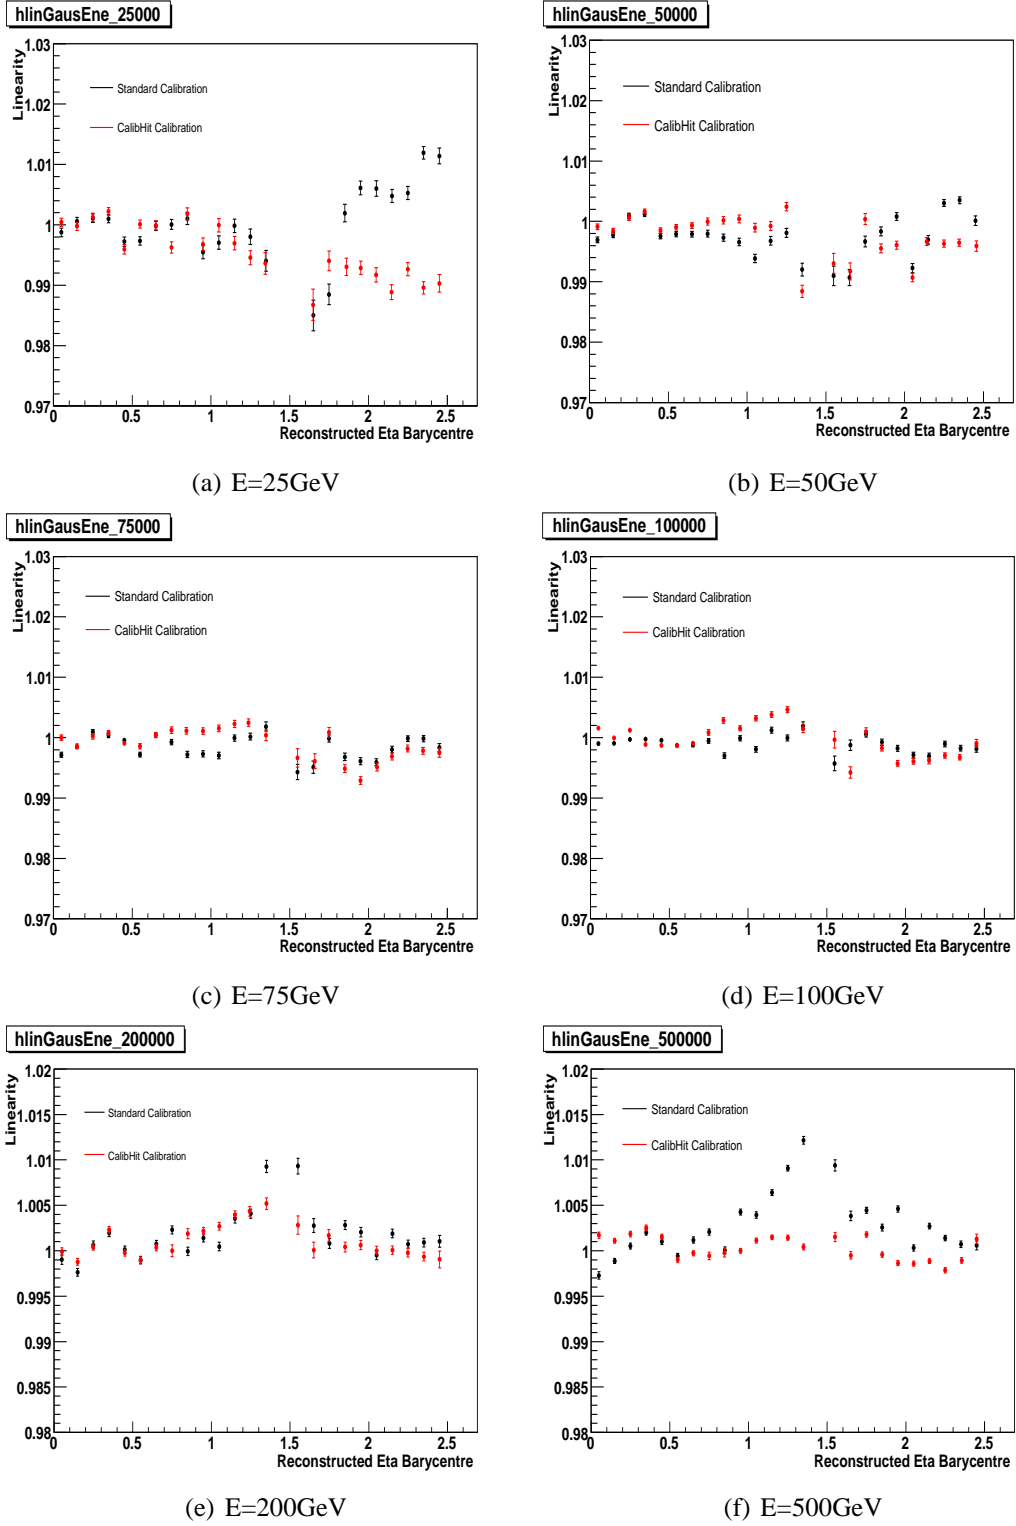 hlinGausEne_25000
Linearity
1.03
1.02
1.01
1
0.99
0.98
0.97
Standard Calibration
CalibHit Calibration
0 0.5 1 1.5 2 2.5
Reconstructed Eta Barycentre
(a) E=25GeV
hlinGausEne_50000
Linearity
1.03
1.02
1.01
1
0.99
0.98
0.97
Standard Calibration
CalibHit Calibration
0 0.5 1 1.5 2 2.5
Reconstructed Eta Barycentre
(b) E=50GeV
hlinGausEne_75000
Linearity
1.03
1.02
1.01
1
0.99
0.98
0.97
Standard Calibration
CalibHit Calibration
0 0.5 1 1.5 2 2.5
Reconstructed Eta Barycentre
(c) E=75GeV
hlinGausEne_100000
Linearity
1.03
1.02
1.01
1
0.99
0.98
0.97
Standard Calibration
CalibHit Calibration
0 0.5 1 1.5 2 2.5
Reconstructed Eta Barycentre
(d) E=100GeV
hlinGausEne_200000
Linearity
1.02
1.015
1.01
1.005
1
0.995
0.99
0.985
0.98
Standard Calibration
CalibHit Calibration
0 0.5 1 1.5 2 2.5
Reconstructed Eta Barycentre
(e) E=200GeV
hlinGausEne_500000
Linearity
1.02
1.015
1.01
1.005
1
0.995
0.99
0.985
0.98
Standard Calibration
CalibHit Calibration
0 0.5 1 1.5 2 2.5
Reconstructed Eta Barycentre
(f) E=500GeV